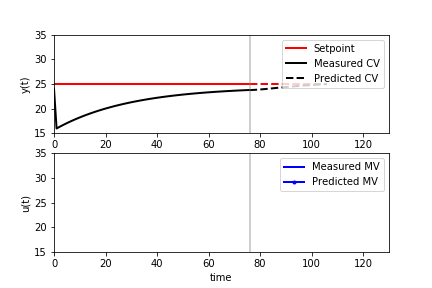 35
30
25
20
15
y(t)
Setpoint
Measured CV
Predicted CV
0 20 40 60 80 100 120
35
30
25
20
15
u(t)
Measured MV
Predicted MV
0 20 40 60 80 100 120
time